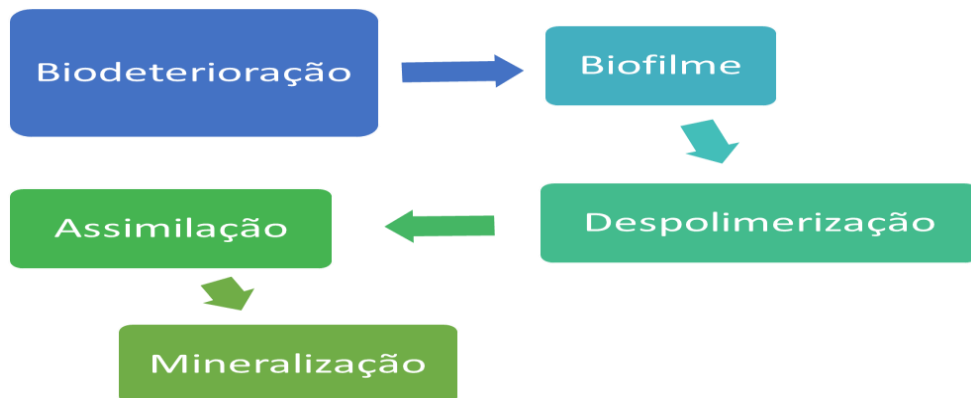 Biodeterioração
Biofilme
Despolimerização
Assimilação
Mineralização